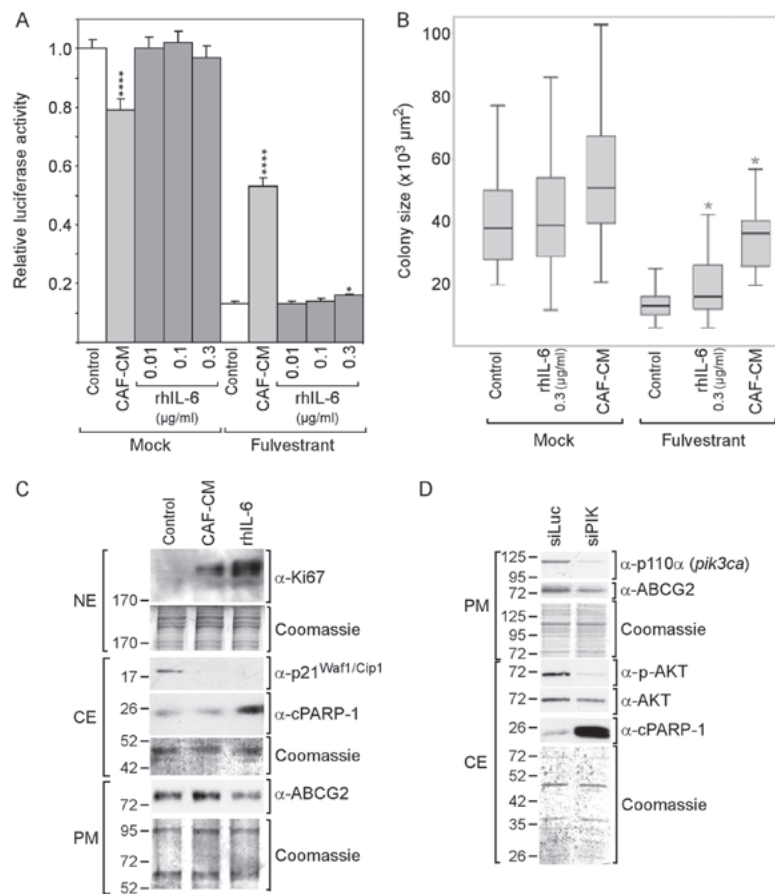 A
Relative luciferase activity
1.0
0.8
0.6
0.4
0.2
****
****
*
Control
CAF-CM
0.01
0.1
0.3
Control
CAF-CM
0.01
0.1
0.3
rhIL-6
(µg/ml)
rhIL-6
(µg/ml)
Mock
Fulvestrant
B
Colony size (x10³ µm²)
100
80
60
40
20
*
*
Control
rhIL-6
0.3 (µg/ml)
CAF-CM
Control
rhIL-6
0.3 (µg/ml)
CAF-CM
Mock
Fulvestrant
C
Control
CAF-CM
rhIL-6
NE
170
α-Ki67
170
Coomassie
CE
17
α-p21Waf1/Cip1
26
α-cPARP-1
52
42
Coomassie
PM
72
α-ABCG2
95
72
52
Coomassie
D
siLuc
siPIK
PM
125
95
α-p110α (pik3ca)
72
α-ABCG2
125
95
72
Coomassie
CE
72
α-p-AKT
72
α-AKT
26
α-cPARP-1
72
52
42
35
26
Coomassie